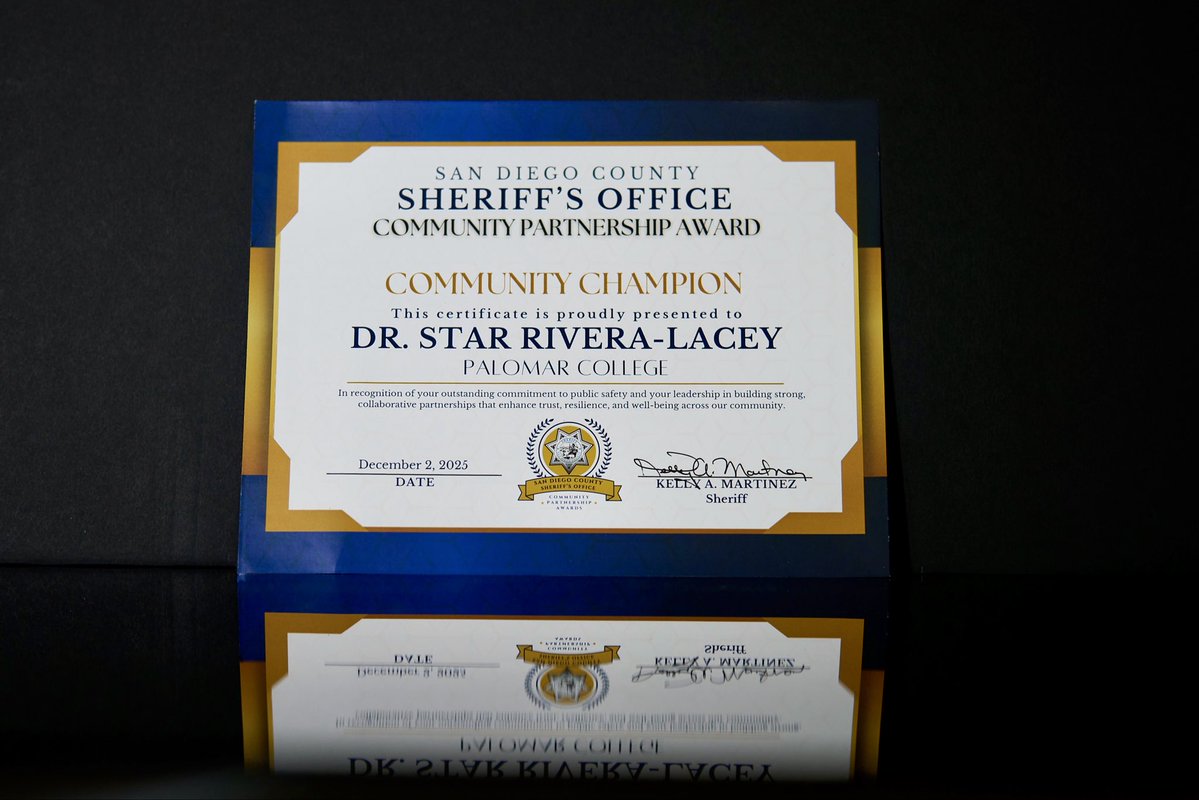 SAN DIEGO COUNTY
SHERIFF'S OFFICE
COMMUNITY PARTNERSHIP AWARD
COMMUNITY CHAMPION
This certificate is proudly presented to
DR. STAR RIVERA-LACEY
PALOMAR COLLEGE
In recognition of your outstanding commitment to public safety and your leadership in building strong,
collaborative partnerships that enhance trust, resilience, and well-being across our community.
December 2, 2025
DATE
SAN DIEGO COUNTY
SHERIFF'S OFFICE
COMMUNITY
PARTNERSHIP
AWARDS
Kelly A. Martinez
KELLY A. MARTINEZ
Sheriff